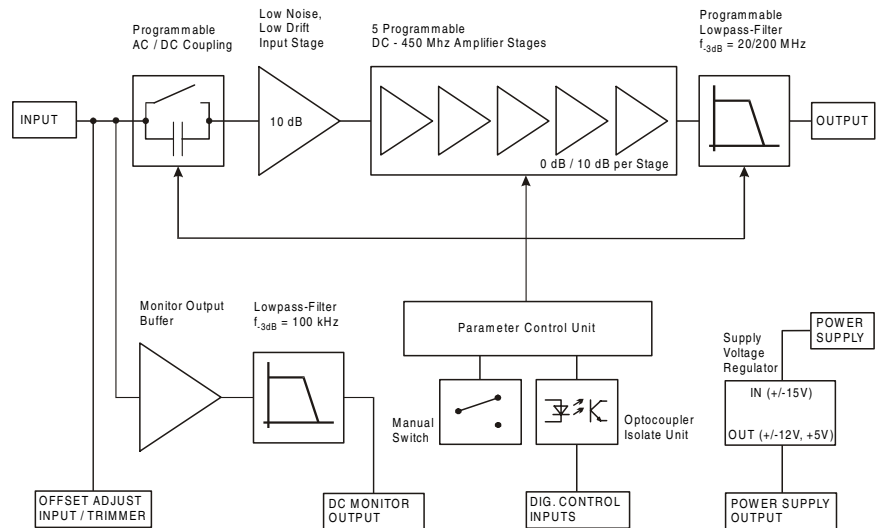 Programmable
AC / DC Coupling
Low Noise,
Low Drift
Input Stage
5 Programmable
DC - 450 Mhz Amplifier Stages
Programmable
Lowpass-Filter
f-3dB = 20/200 MHz
INPUT
10 dB
0 dB / 10 dB per Stage
OUTPUT
Monitor Output
Buffer
Lowpass-Filter
f-3dB = 100 kHz
Parameter Control Unit
Manual
Switch
Optocoupler
Isolate Unit
Supply
Voltage
Regulator
POWER
SUPPLY
IN (+/-15V)
OUT (+/-12V, +5V)
OFFSET ADJUST
INPUT / TRIMMER
DC MONITOR
OUTPUT
DIG. CONTROL
INPUTS
POWER SUPPLY
OUTPUT